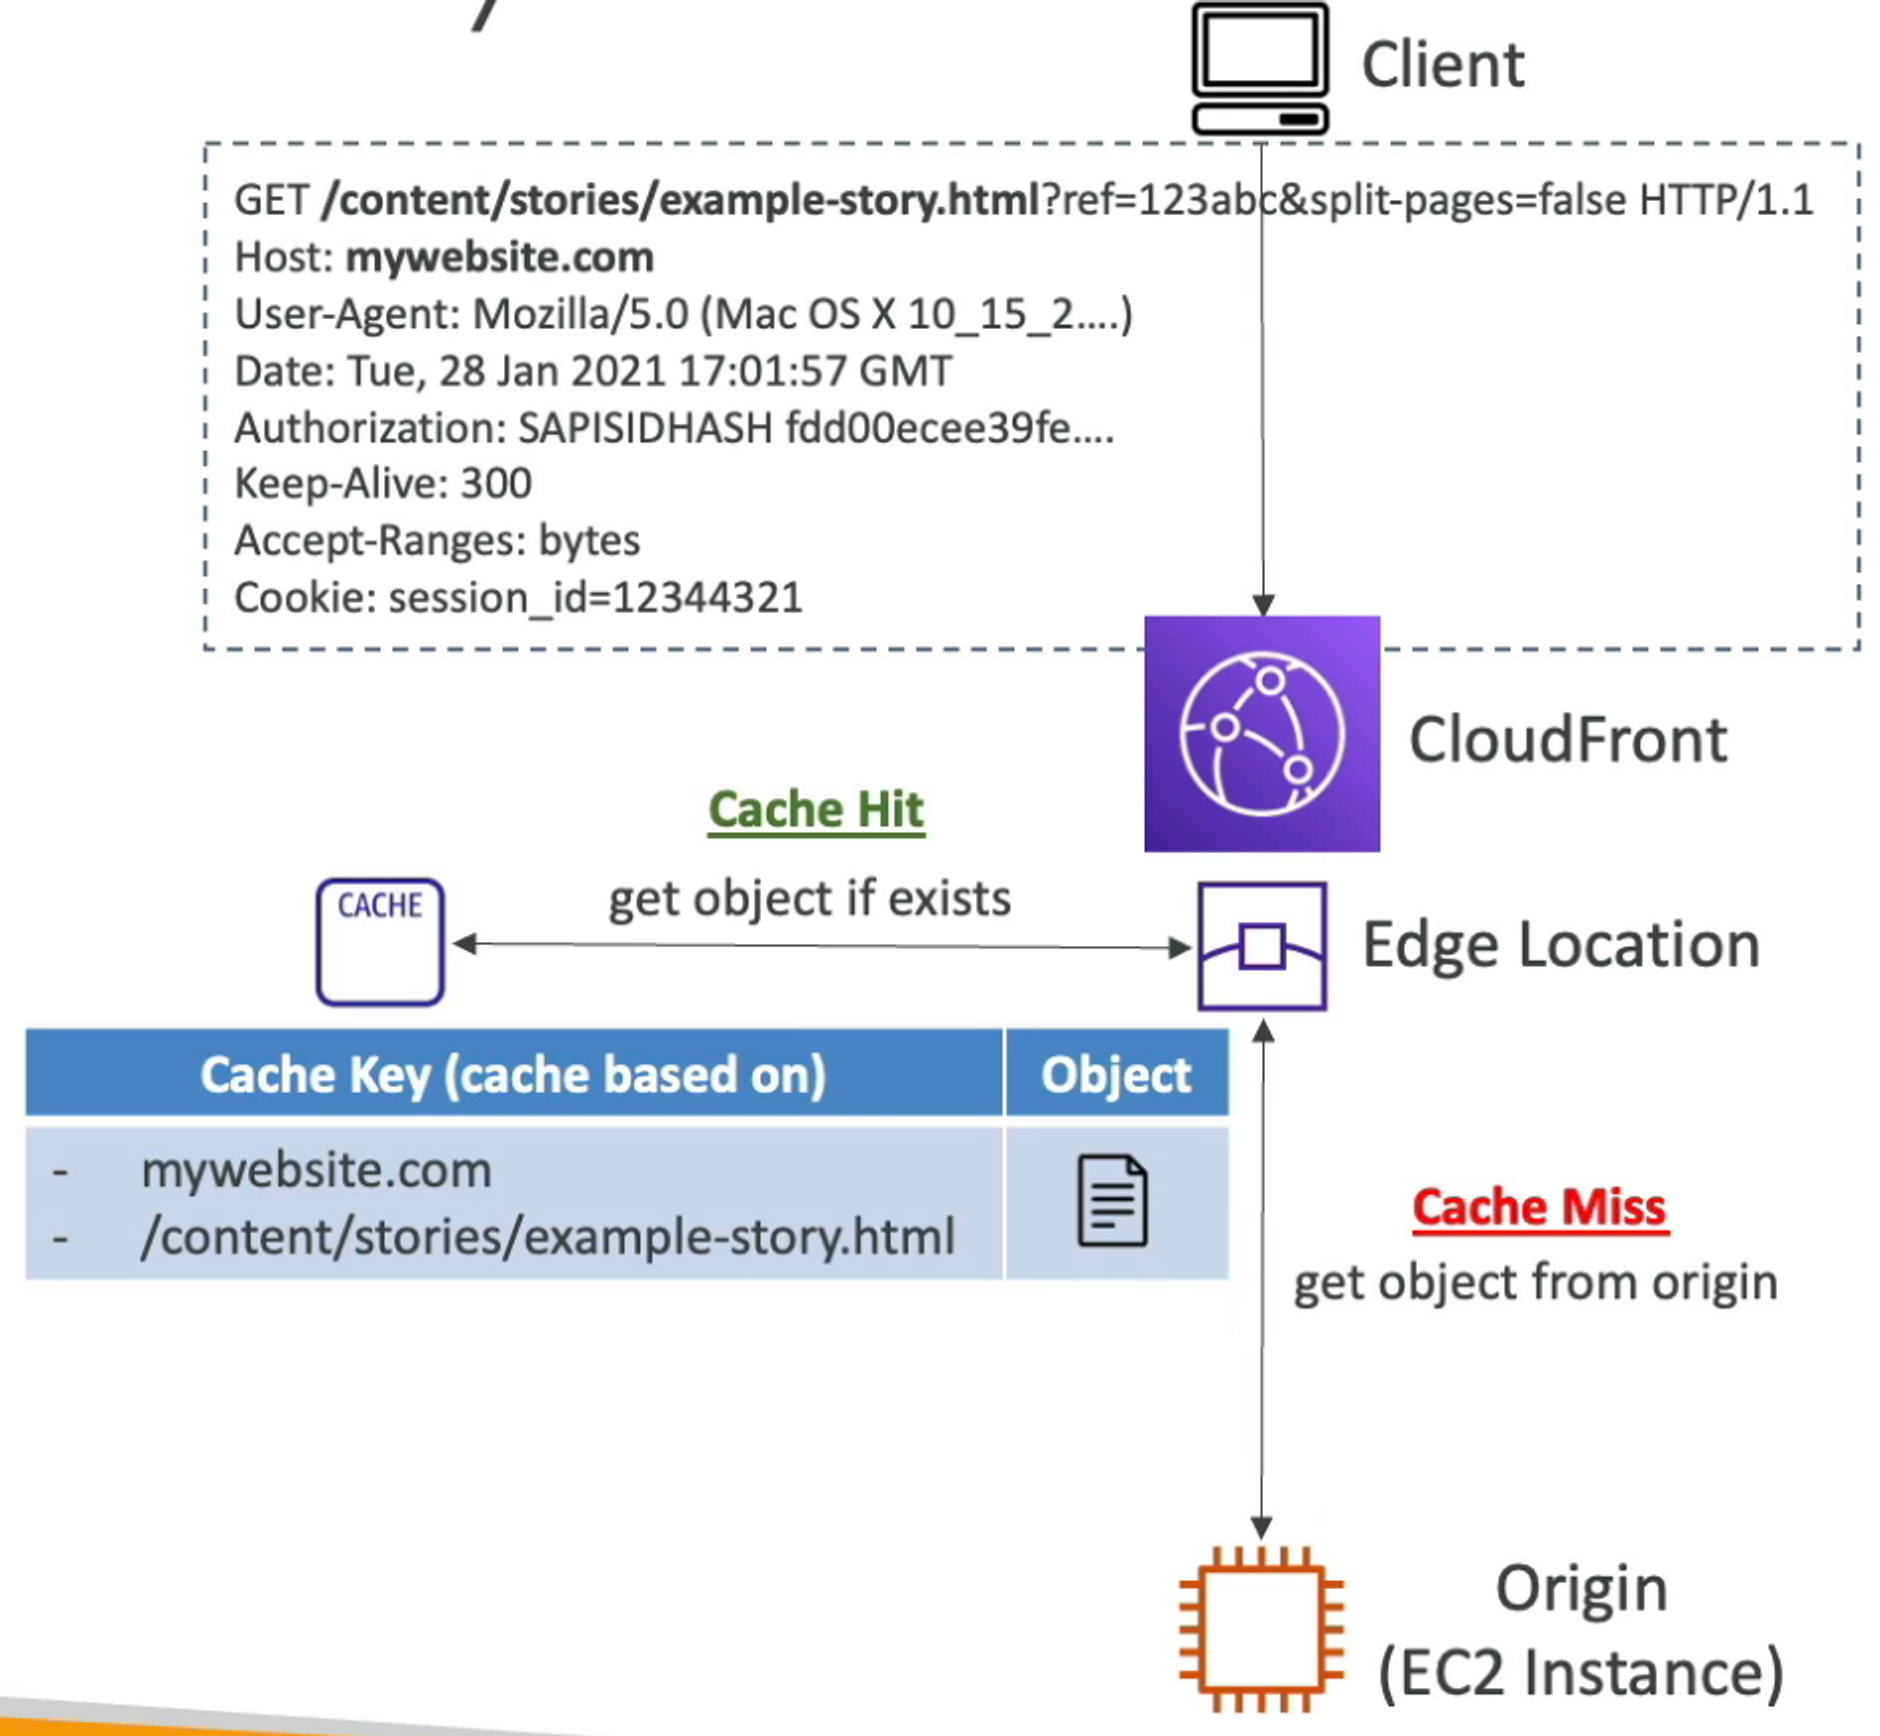 Client
GET /content/stories/example-story.html?ref=123abc&split-pages=false HTTP/1.1
Host: mywebsite.com
User-Agent: Mozilla/5.0 (Mac OS X 10_15_2....)
Date: Tue, 28 Jan 2021 17:01:57 GMT
Authorization: SAPISIDHASH fdd00ecee39fe....
Keep-Alive: 300
Accept-Ranges: bytes
Cookie: session_id=12344321
CloudFront
Cache Hit
get object if exists
CACHE
Edge Location
Cache Key (cache based on)
Object
- mywebsite.com
- /content/stories/example-story.html
Cache Miss
get object from origin
Origin
(EC2 Instance)